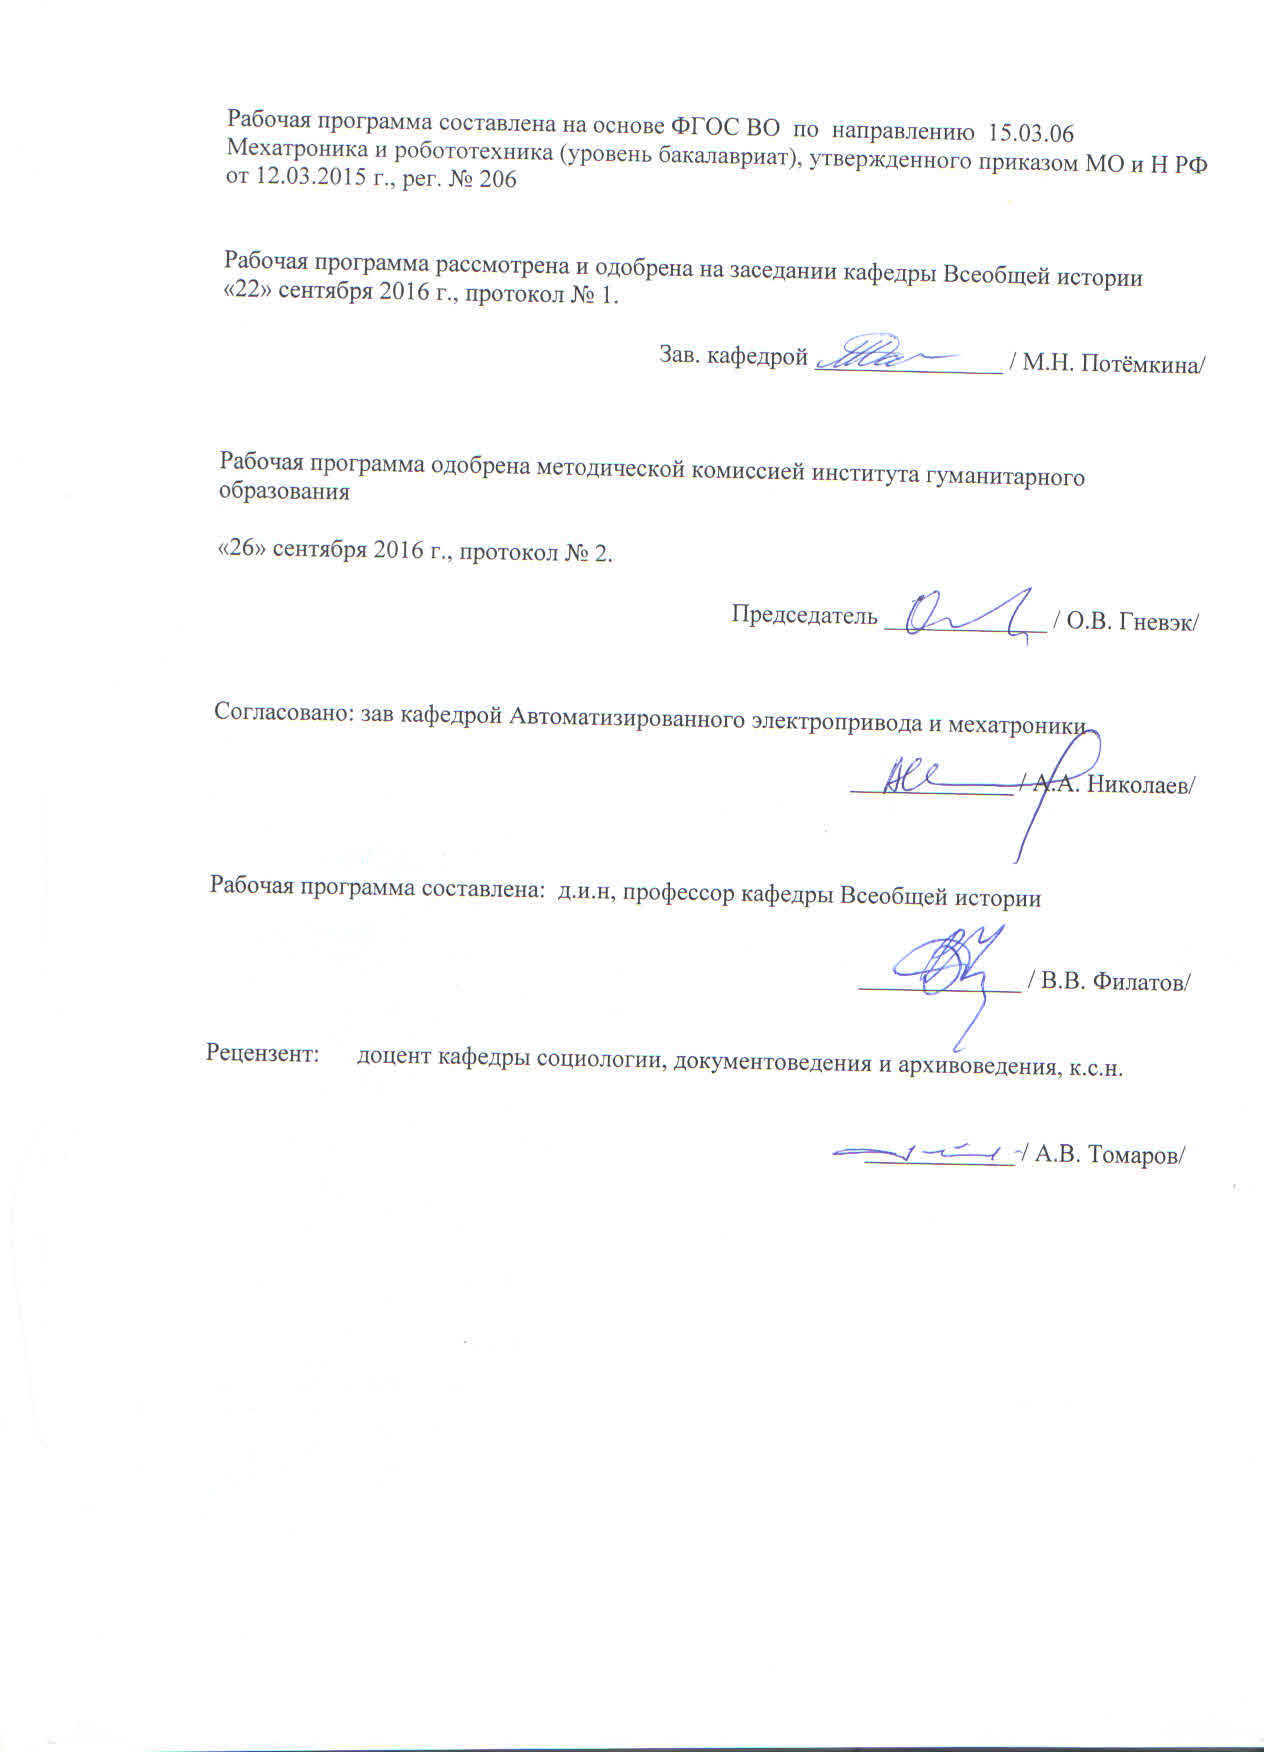 Рабочая программа составлена на основе ФГОС ВО по направлению 15.03.06
Мехатроника и робототехника (уровень бакалавриат), утвержденного приказом МО и Н РФ
от 12.03.2015 г., рег. № 206
Рабочая программа рассмотрена и одобрена на заседании кафедры Всеобщей истории
«22» сентября 2016 г., протокол № 1.
Зав. кафедрой / М.Н. Потёмкина/
Рабочая программа одобрена методической комиссией института гуманитарного
образования
«26» сентября 2016 г., протокол № 2.
Председатель / О.В. Гневэк/
Согласовано: зав кафедрой Автоматизированного электропривода и мехатроники
/ А.А. Николаев/
Рабочая программа составлена: д.и.н, профессор кафедры Всеобщей истории
/ В.В. Филатов/
Рецензент: доцент кафедры социологии, документоведения и архивоведения, к.с.н.
/ А.В. Томаров/